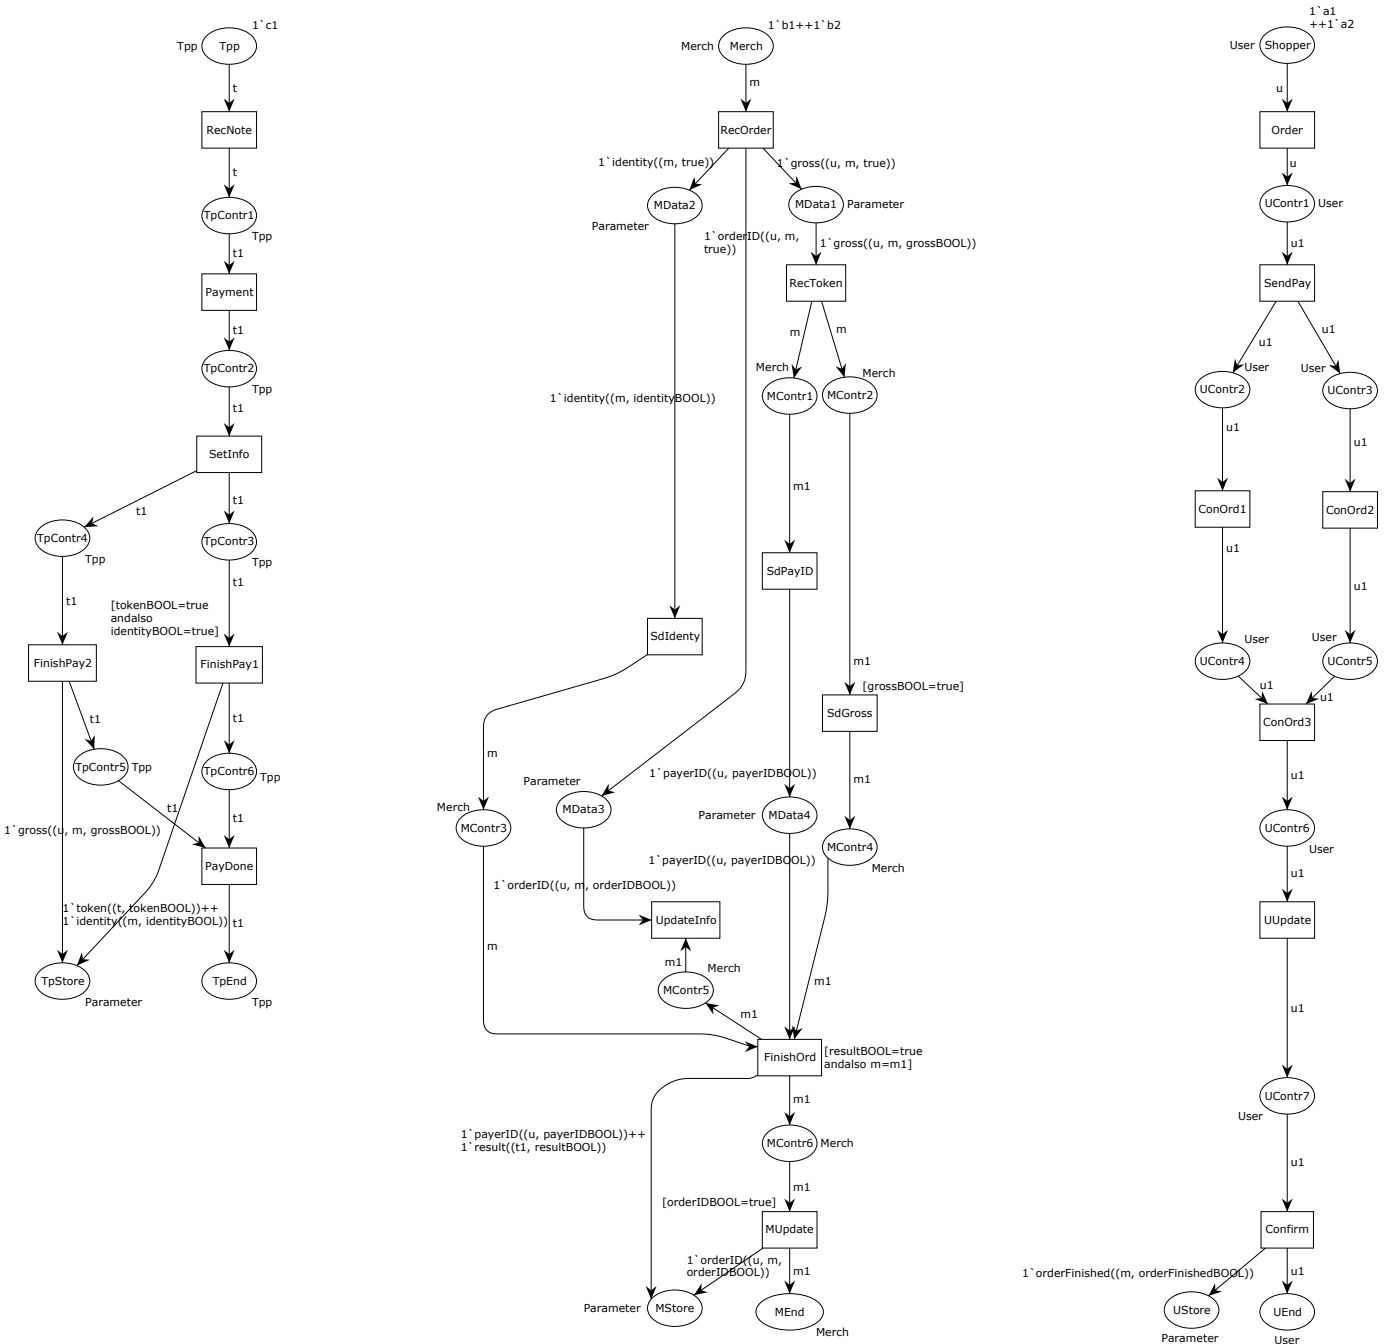 1`c1
Tpp
Tpp
t
RecNote
t
TpContr1
Tpp
t1
Payment
t1
TpContr2
Tpp
t1
SetInfo
t1
t1
TpContr4
Tpp
TpContr3
Tpp
t1
t1
[tokenBOOL=true
andalso
identityBOOL=true]
FinishPay2
FinishPay1
t1
t1
TpContr5
Tpp
TpContr6
Tpp
t1
t1
1`gross((u, m, grossBOOL))
PayDone
1`token((t, tokenBOOL))++
1`identity((m, identityBOOL))
t1
TpStore
Parameter
TpEnd
Tpp
1`b1++1`b2
Merch
Merch
m
RecOrder
1`identity((m, true))
1`gross((u, m, true))
MData2
Parameter
MData1
Parameter
1`orderID((u, m,
true))
1`gross((u, m, grossBOOL))
RecToken
m
m
Merch
Merch
MContr1
MContr2
1`identity((m, identityBOOL))
m1
SdPayID
SdIdenty
m1
[grossBOOL=true]
SdGross
m
1`payerID((u, payerIDBOOL))
m1
Parameter
MData3
Merch
MContr3
Parameter
MData4
MContr4
Merch
1`payerID((u, payerIDBOOL))
1`orderID((u, m, orderIDBOOL))
UpdateInfo
m
m1
Merch
MContr5
m1
m1
FinishOrd
[resultBOOL=true
andalso m=m1]
m1
1`payerID((u, payerIDBOOL))++
1`result((t1, resultBOOL))
MContr6
Merch
m1
[orderIDBOOL=true]
MUpdate
1`orderID((u, m,
orderIDBOOL))
m1
Parameter
MStore
MEnd
Merch
1`a1
++1`a2
User
Shopper
u
Order
u
UContr1
User
u1
SendPay
u1
u1
User
User
UContr2
UContr3
u1
u1
ConOrd1
ConOrd2
u1
u1
User
User
UContr4
UContr5
u1
u1
ConOrd3
u1
UContr6
User
u1
UUpdate
u1
UContr7
User
u1
Confirm
1`orderFinished((m, orderFinishedBOOL))
u1
UStore
Parameter
UEnd
User